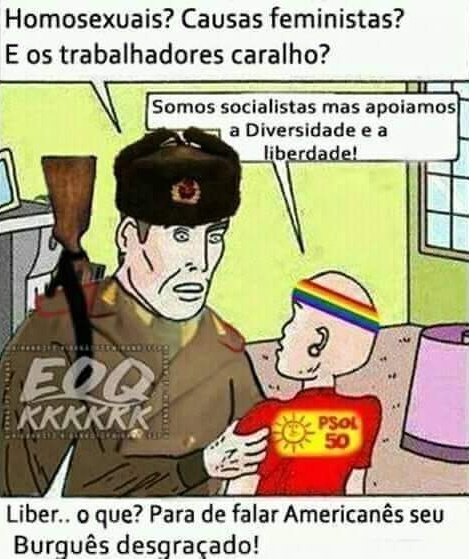 Homosexuais? Causas feministas?
E os trabalhadores caralho?
Somos socialistas mas apoiamos
a Diversidade e a
liberdade!
EOQ
KKKKRK
PSOL
50
Liber.. o que? Para de falar Americanês seu
Burguês desgraçado!